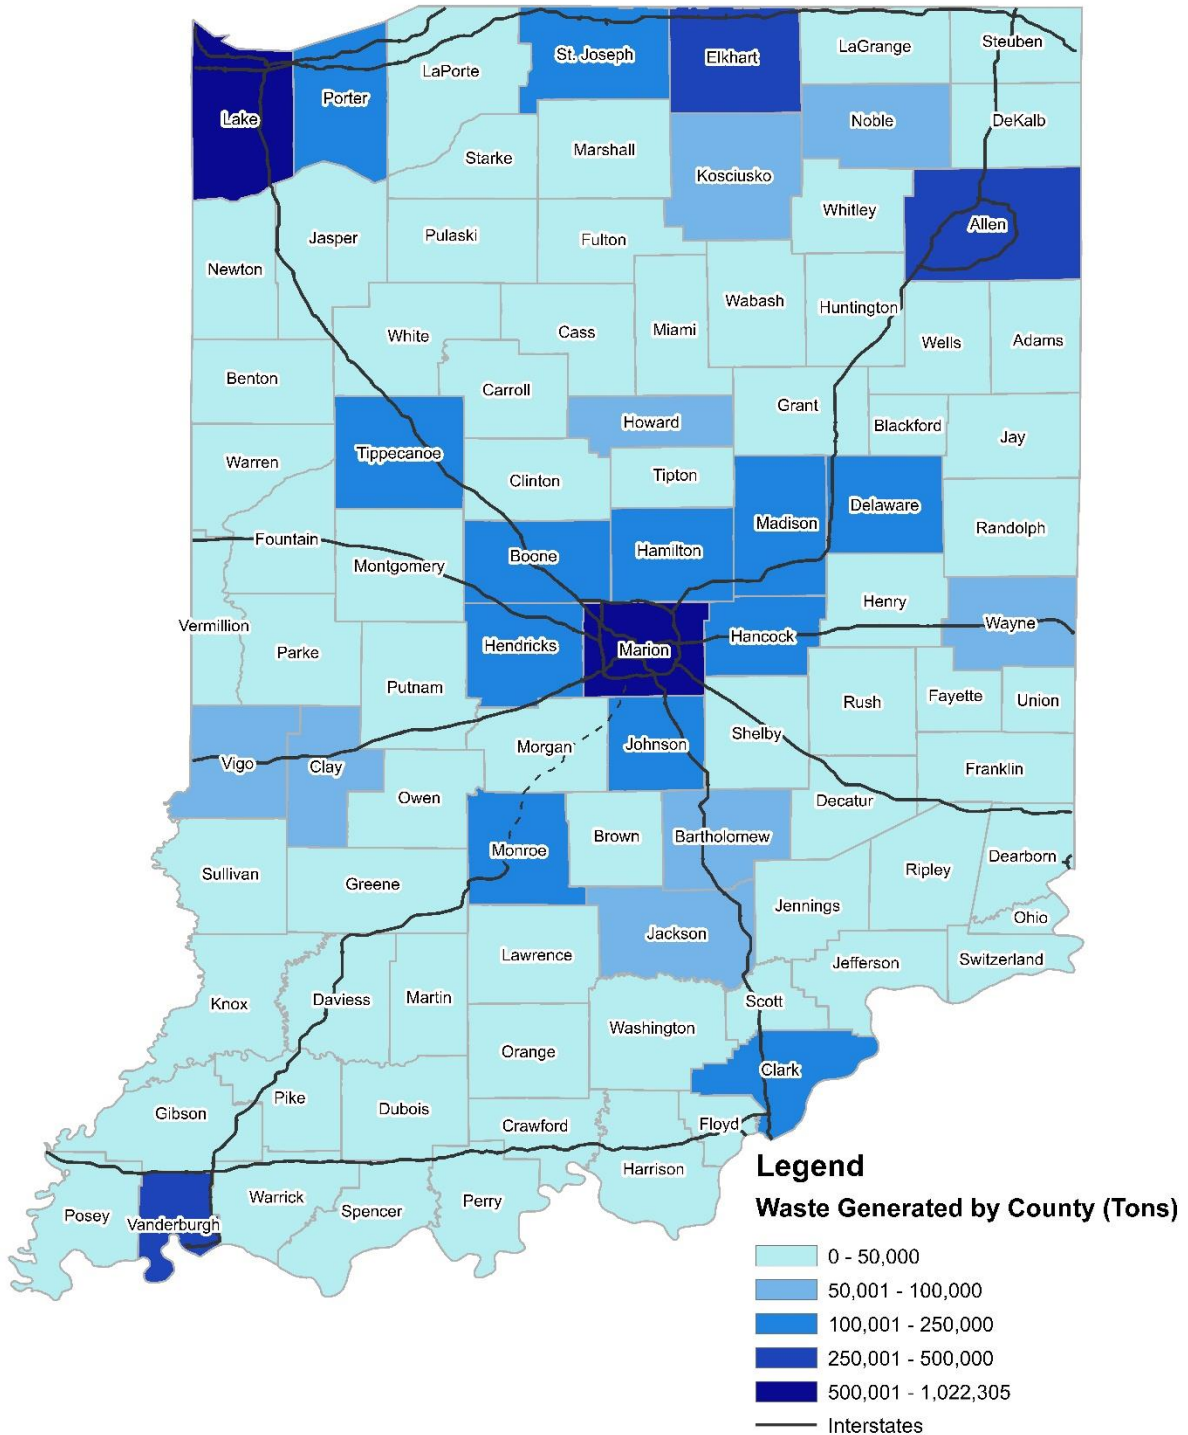 Steuben
LaGrange
St. Joseph
Elkhart
LaPorte
Porter
Lake
Noble
DeKalb
Marshall
Starke
Kosciusko
Whitley
Allen
Jasper
Pulaski
Fulton
Newton
Wabash
Huntington
Miami
Cass
White
Wells
Adams
Benton
Carroll
Grant
Howard
Blackford
Jay
Tippecanoe
Warren
Clinton
Tipton
Madison
Delaware
Randolph
Fountain
Boone
Hamilton
Montgomery
Henry
Vermillion
Wayne
Hancock
Hendricks
Marion
Parke
Putnam
Rush
Fayette
Union
Shelby
Morgan
Johnson
Vigo
Clay
Franklin
Owen
Decatur
Brown
Bartholomew
Monroe
Dearborn
Ripley
Sullivan
Greene
Jennings
Ohio
Jackson
Lawrence
Jefferson
Switzerland
Knox
Daviess
Martin
Scott
Washington
Orange
Clark
Pike
Gibson
Dubois
Crawford
Floyd
Harrison
Warrick
Perry
Posey
Vanderburgh
Spencer
Legend
Waste Generated by County (Tons)
0 - 50,000
50,001 - 100,000
100,001 - 250,000
250,001 - 500,000
500,001 - 1,022,305
Interstates